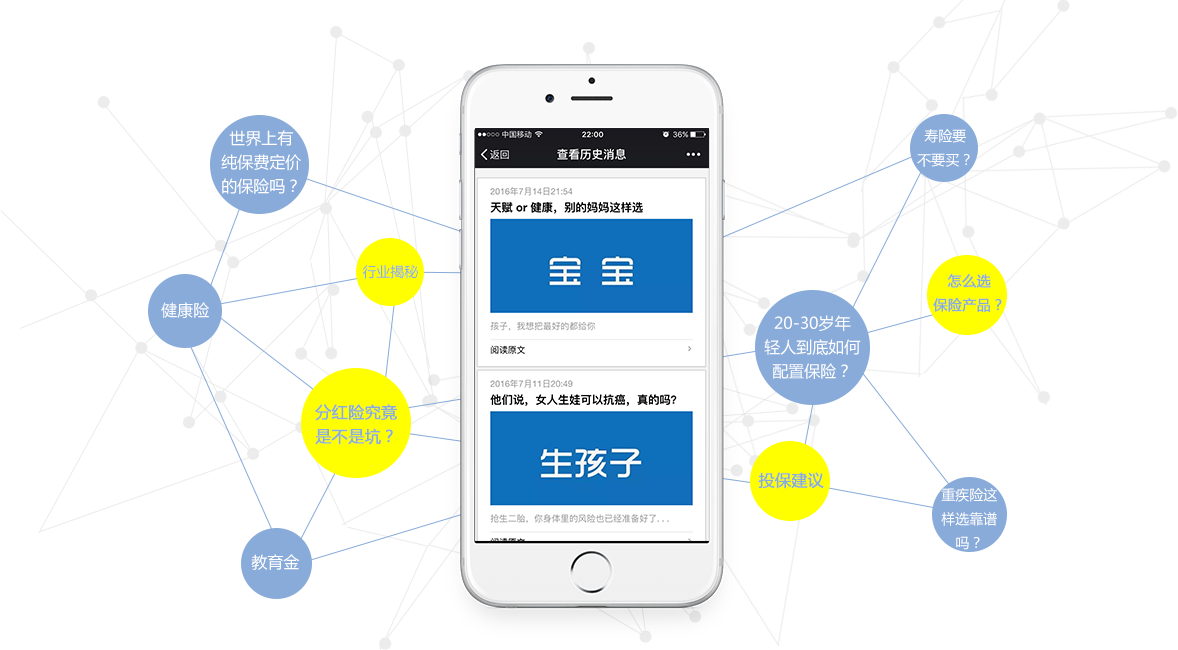 世界上有
纯保费定价
的保险吗？
行业揭秘
健康险
分红险究竟
是不是坑？
教育金
中国移动
22:00
36%
返回
查看历史消息
2016年7月14日21:54
天赋 or 健康，别的妈妈这样选
宝 宝
孩子，我想把最好的都给你
阅读原文
2016年7月11日20:49
他们说，女人生娃可以抗癌，真的吗?
生孩子
抢生二胎，你身体里的风险也已经准备好了...
阅读原文
寿险要
不要买？
怎么选
保险产品？
20-30岁年
轻人到底如何
配置保险？
投保建议
重疾险这
样选靠谱
吗？